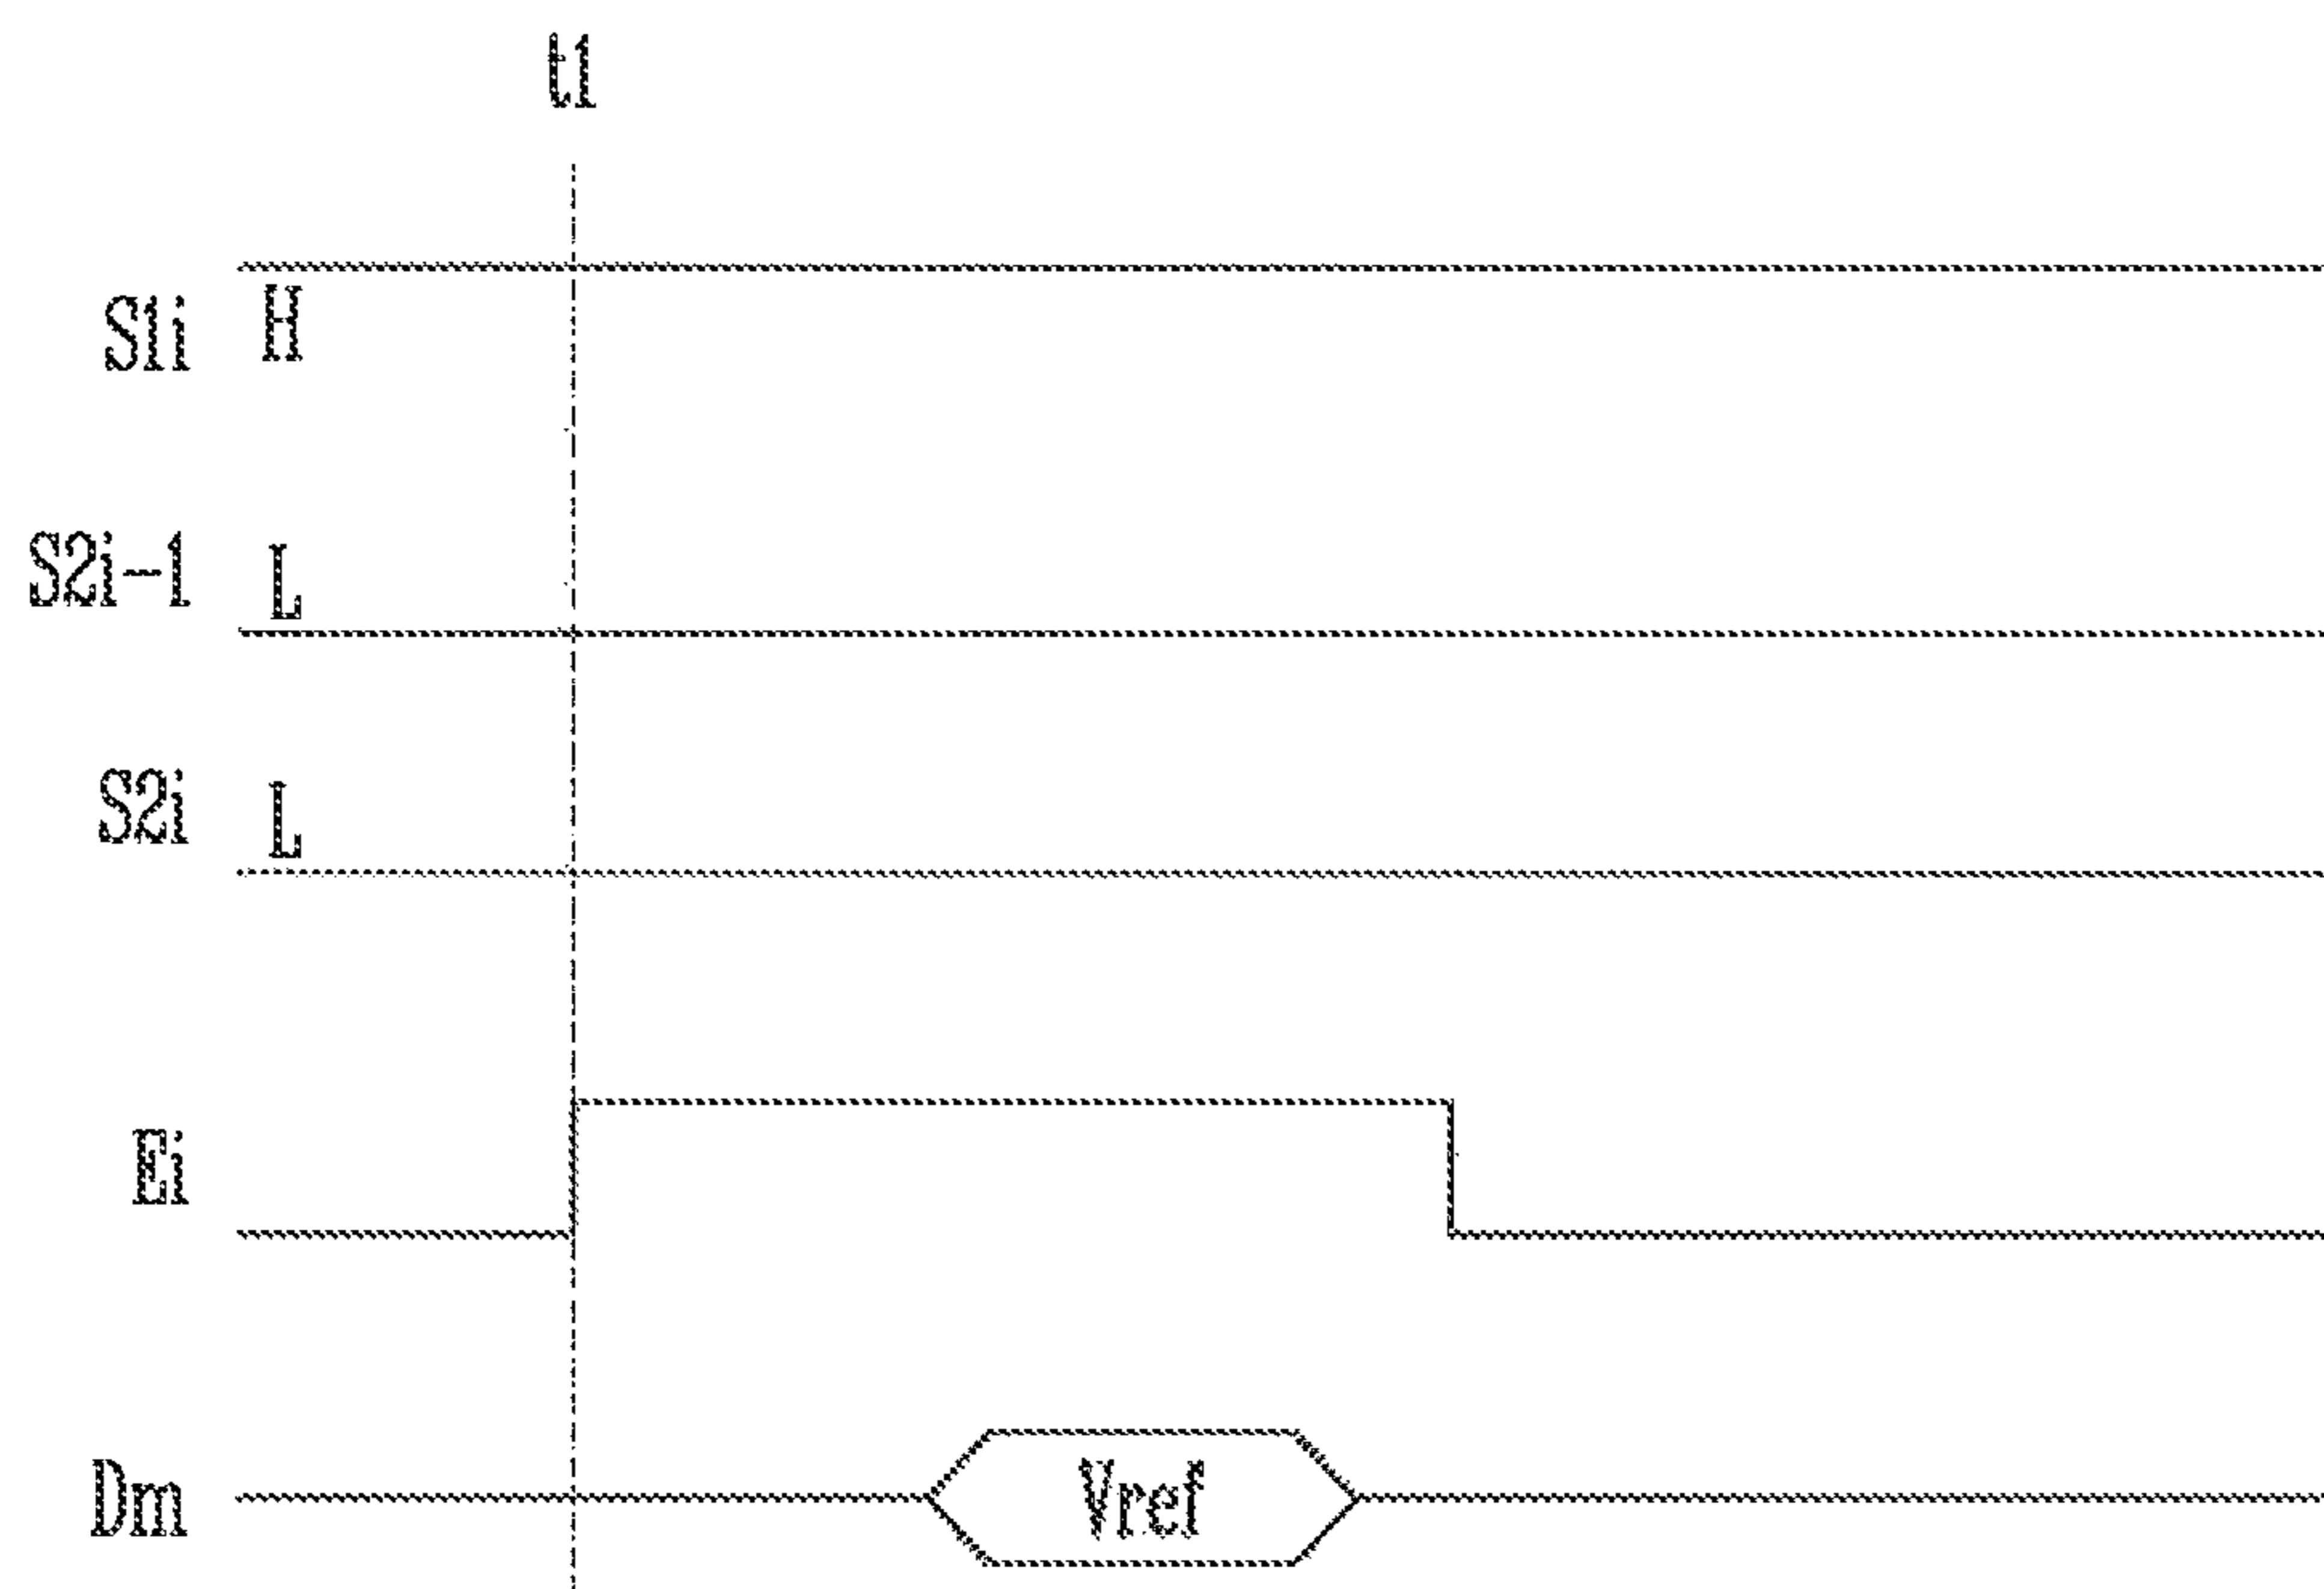 t1
S1i H
S2i-1 L
S2i L
Ei
Dm Vref